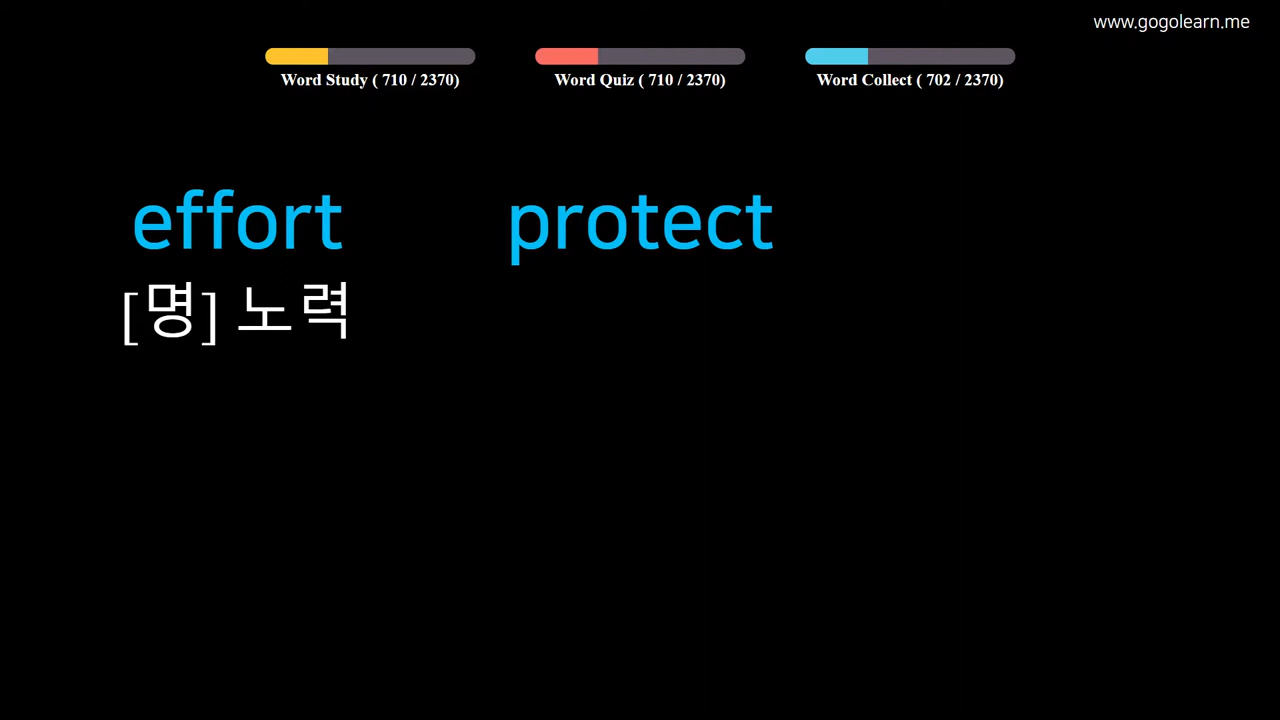 www.gogolearn.me
Word Study ( 710 / 2370)
Word Quiz ( 710 / 2370)
Word Collect ( 702 / 2370)
effort
protect
[명] 노력